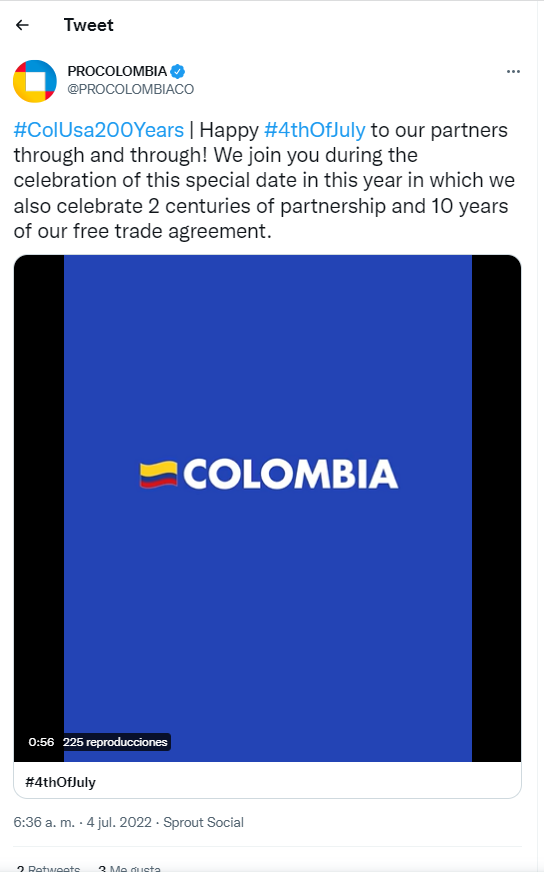 Tweet
PROCOLOMBIA
@PROCOLOMBIACO
#ColUsa200Years | Happy #4thOfJuly to our partners
through and through! We join you during the
celebration of this special date in this year in which we
also celebrate 2 centuries of partnership and 10 years
of our free trade agreement.
COLOMBIA
0:56 225 reproducciones
#4thOfJuly
6:36 a. m. · 4 jul. 2022 · Sprout Social
2 Retweets 3 Me gusta